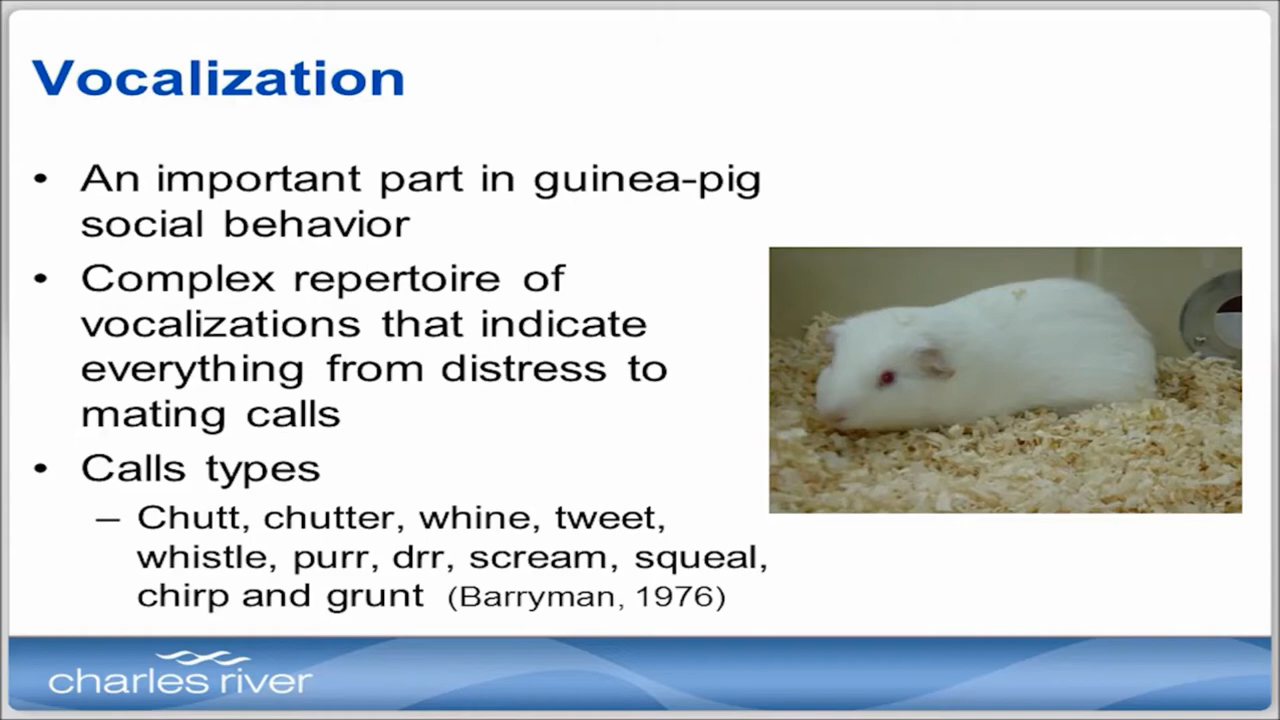 Vocalization
• An important part in guinea-pig
social behavior
• Complex repertoire of
vocalizations that indicate
everything from distress to
mating calls
• Calls types
– Chutt, chutter, whine, tweet,
whistle, purr, drr, scream, squeal,
chirp and grunt (Barryman, 1976)
charles river